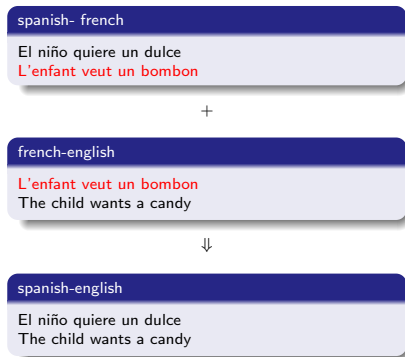 spanish- french
El niño quiere un dulce
L'enfant veut un bombon
+
french-english
L'enfant veut un bombon
The child wants a candy
⇓
spanish-english
El niño quiere un dulce
The child wants a candy